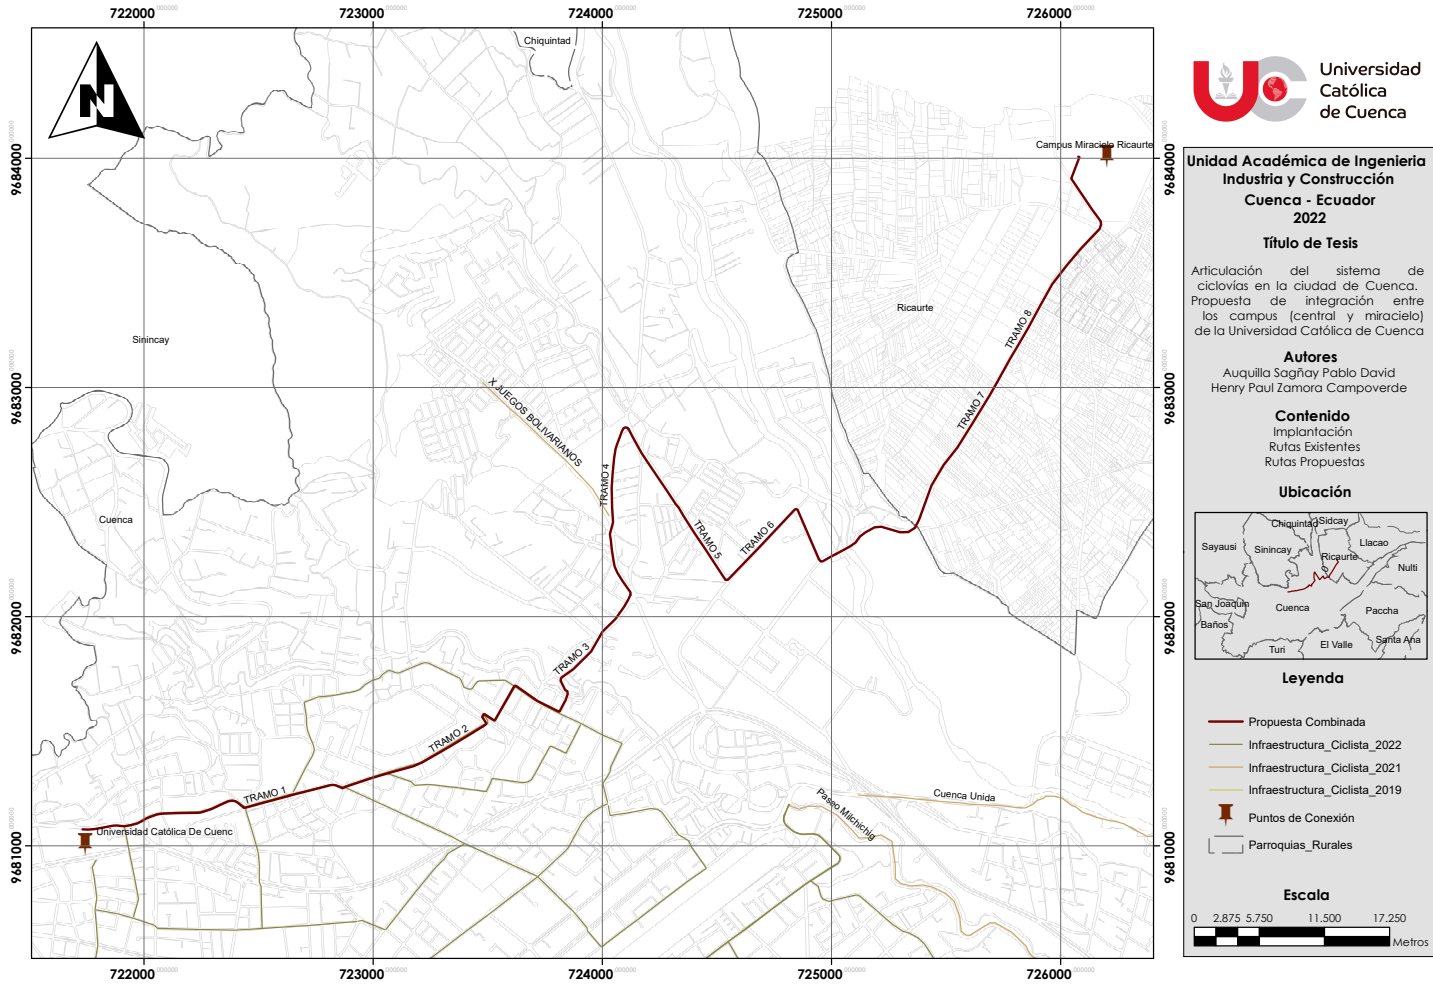 722000
723000
724000
725000
726000
9684000
9683000
9682000
9681000
9684000
9683000
9682000
9681000
722000
723000
724000
725000
726000
N
Chiquintad
Campus Miracielo Ricaurte
Ricaurte
Sinincay
Cuenca
X JUEGOS BOLIVARIANOS
TRAMO 8
TRAMO 7
TRAMO 4
TRAMO 5
TRAMO 6
TRAMO 3
TRAMO 2
TRAMO 1
Universidad Católica De Cuenc
Paseo Milchichig
Cuenca Unida
UC
Universidad
Católica
de Cuenca
Unidad Académica de Ingenieria
Industria y Construcción
Cuenca - Ecuador
2022
Título de Tesis
Articulación del sistema de
ciclovías en la ciudad de Cuenca.
Propuesta de integración entre
los campus (central y miracielo)
de la Universidad Católica de Cuenca
Autores
Auquilla Sagñay Pablo David
Henry Paul Zamora Campoverde
Contenido
Implantación
Rutas Existentes
Rutas Propuestas
Ubicación
Chiquintad
Sidcay
Sayausi
Sinincay
Ricaurte
Llacao
Nulti
San Joaquin
Cuenca
Paccha
Baños
Turi
El Valle
Santa Ana
Leyenda
Propuesta Combinada
Infraestructura_Ciclista_2022
Infraestructura_Ciclista_2021
Infraestructura_Ciclista_2019
Puntos de Conexión
Parroquias_Rurales
Escala
0 2.875 5.750 11.500 17.250
Metros